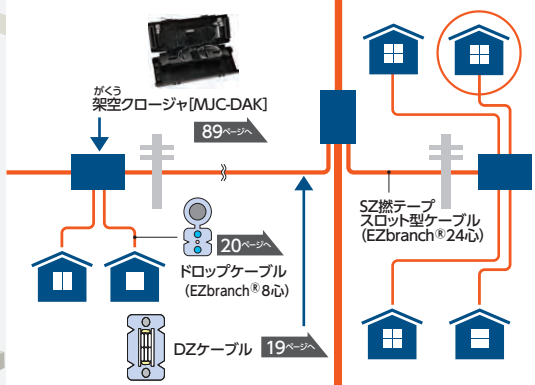 がくう
架空クロージャ[MJC-DAK]
89ページへ
SZ撚テープ
スロット型ケーブル
(EZbranch®24心)
20ページへ
ドロップケーブル
(EZbranch®8心)
DZケーブル
19ページへ